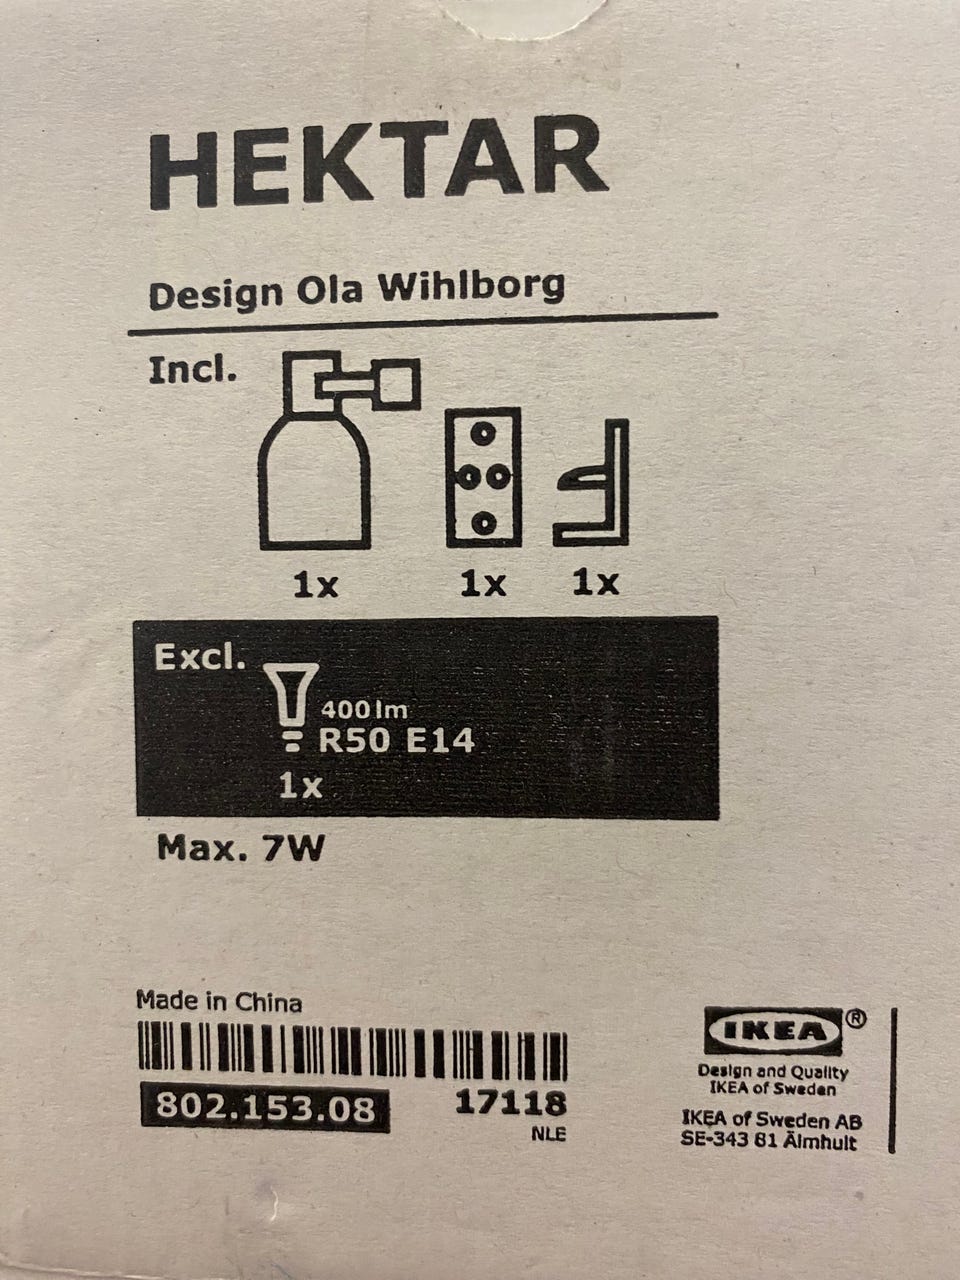 HEKTAR
Design Ola Wihlborg
Incl.
1x 1x 1x
Excl.
400lm
R50 E14
1x
Max. 7W
Made in China
802.153.08 17118
NLE
IKEA®
Design and Quality
IKEA of Sweden
IKEA of Sweden AB
SE-343 81 Älmhult